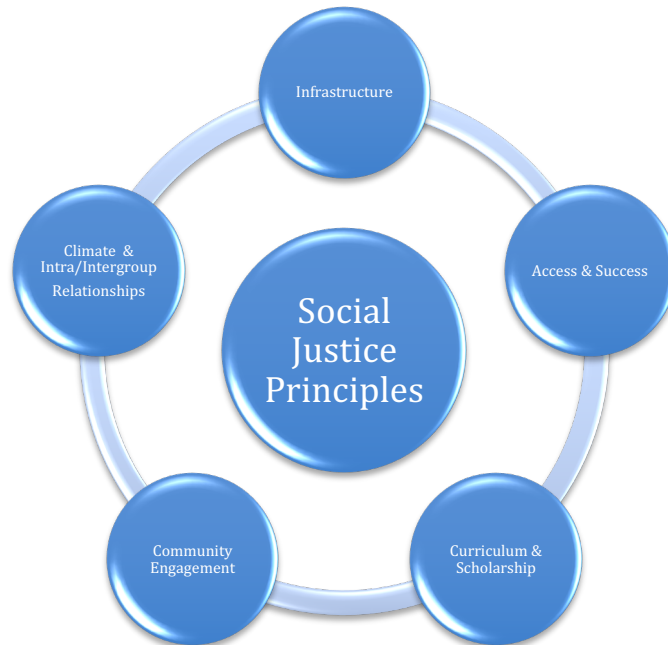 Infrastructure
Climate &
Intra/Intergroup
Relationships
Access & Success
Social
Justice
Principles
Community
Engagement
Curriculum &
Scholarship